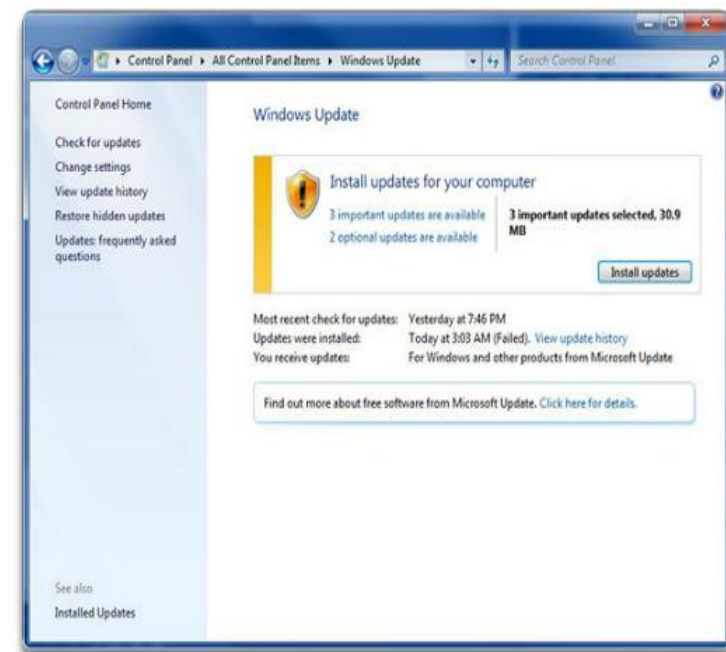 Control Panel ▸ All Control Panel Items ▸ Windows Update
Search Control Panel
Control Panel Home
Check for updates
Change settings
View update history
Restore hidden updates
Updates: frequently asked
questions
See also
Installed Updates
Windows Update
Install updates for your computer
3 important updates are available
2 optional updates are available
3 important updates selected, 30.9
MB
Install updates
Most recent check for updates: Yesterday at 7:46 PM
Updates were installed: Today at 3:03 AM (Failed). View update history
You receive updates: For Windows and other products from Microsoft Update
Find out more about free software from Microsoft Update. Click here for details.